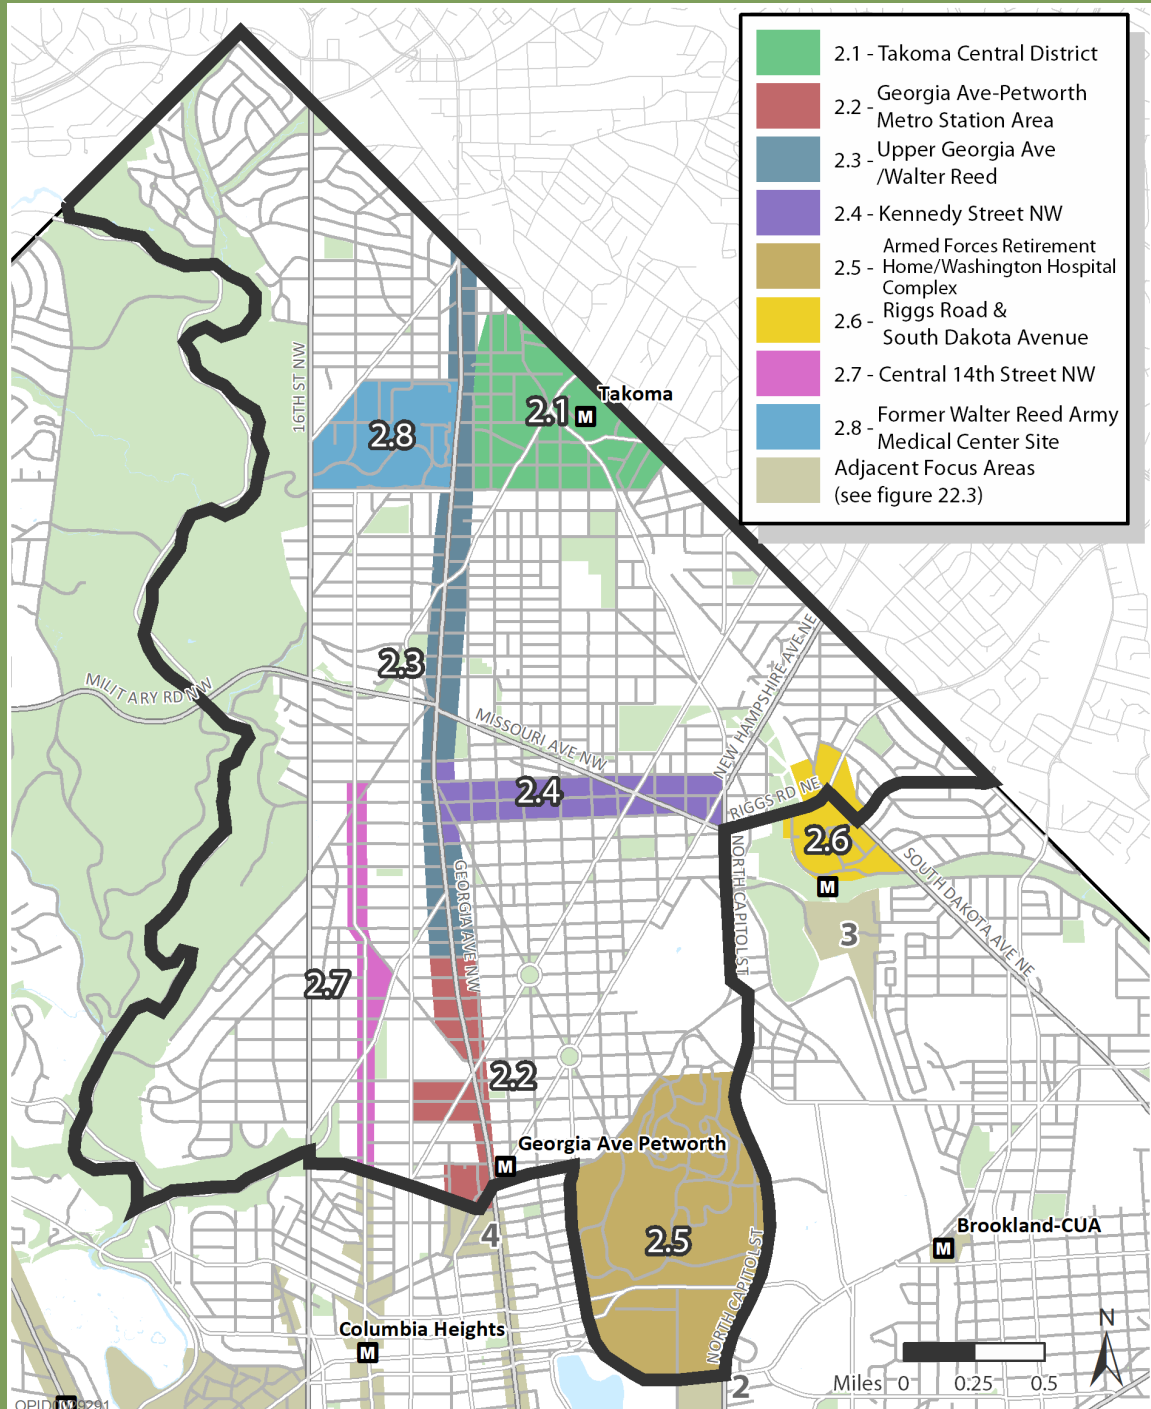 2.1 - Takoma Central District
2.2 - Georgia Ave-Petworth
Metro Station Area
2.3 - Upper Georgia Ave
/Walter Reed
2.4 - Kennedy Street NW
2.5 - Armed Forces Retirement
Home/Washington Hospital
Complex
2.6 - Riggs Road &
South Dakota Avenue
2.7 - Central 14th Street NW
2.8 - Former Walter Reed Army
Medical Center Site
Adjacent Focus Areas
(see figure 22.3)
16TH ST NW
Takoma
M
2.1
2.8
2.3
MILITARY RD NW
MISSOURI AVE NW
NEW HAMPSHIRE AVE NE
2.4
RIGGS RD NE
2.6
M
NORTH CAPITOL ST
GEORGIA AVE NW
SOUTH DAKOTA AVE NE
3
2.7
2.2
Georgia Ave Petworth
M
4
2.5
NORTH CAPITOL ST
Brookland-CUA
M
Columbia Heights
M
2
N
Miles 0 0.25 0.5
M